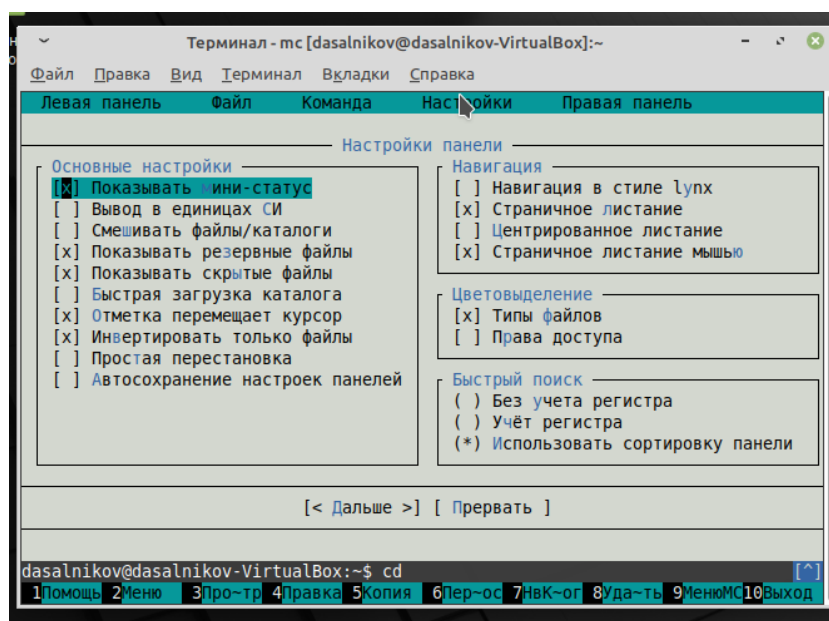 Терминал - mc [dasalnikov@dasalnikov-VirtualBox]:~
Файл Правка Вид Терминал Вкладки Справка
Левая панель Файл Команда Настройки Правая панель
Настройки панели
Основные настройки
[x] Показывать мини-статус
[ ] Вывод в единицах СИ
[ ] Смешивать файлы/каталоги
[x] Показывать резервные файлы
[x] Показывать скрытые файлы
[ ] Быстрая загрузка каталога
[x] Отметка перемещает курсор
[x] Инвертировать только файлы
[ ] Простая перестановка
[ ] Автосохранение настроек панелей
Навигация
[ ] Навигация в стиле lynx
[x] Страничное листание
[ ] Центрированное листание
[x] Страничное листание мышью
Цветовыделение
[x] Типы файлов
[ ] Права доступа
Быстрый поиск
( ) Без учета регистра
( ) Учёт регистра
(*) Использовать сортировку панели
[< Дальше >] [ Прервать ]
dasalnikov@dasalnikov-VirtualBox:~$ cd [^]
1Помощь 2Меню 3Про~тр 4Правка 5Копия 6Пер~ос 7НвК~ог 8Уда~ть 9МенюMC 10Выход